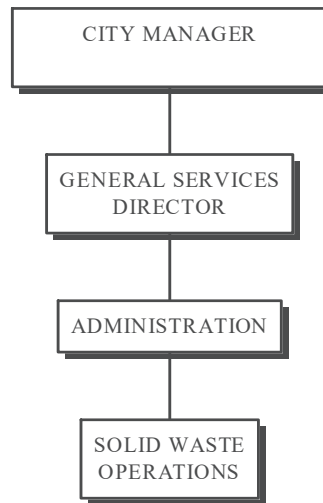 CITY MANAGER
GENERAL SERVICES
DIRECTOR
ADMINISTRATION
SOLID WASTE
OPERATIONS